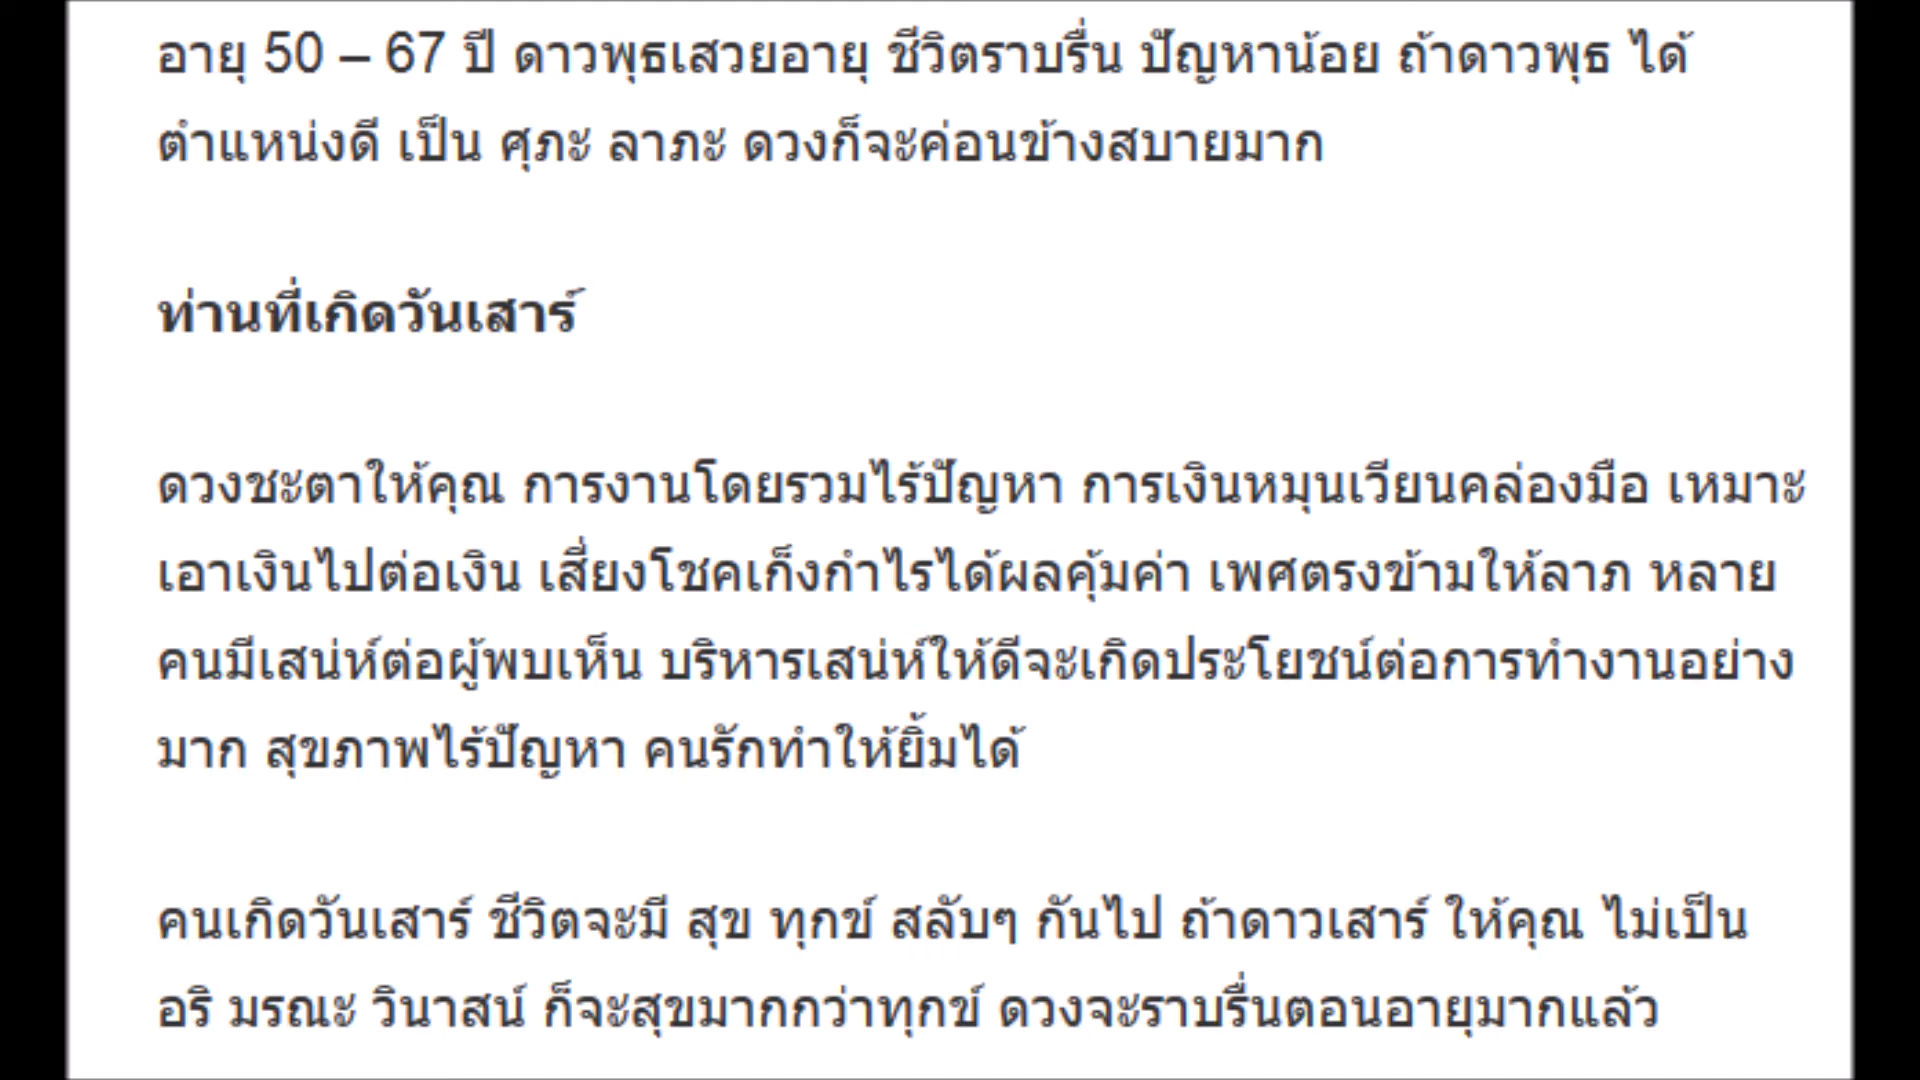 อายุ 50 – 67 ปี ดาวพุธเสวยอายุ ชีวิตราบรื่น ปัญหาน้อย ถ้าดาวพุธ ได้
ตำแหน่งดี เป็น ศุภะ ลาภะ ดวงก็จะค่อนข้างสบายมาก
ท่านที่เกิดวันเสาร์
ดวงชะตาให้คุณ การงานโดยรวมไร้ปัญหา การเงินหมุนเวียนคล่องมือ เหมาะ
เอาเงินไปต่อเงิน เสี่ยงโชคเก็งกำไรได้ผลคุ้มค่า เพศตรงข้ามให้ลาภ หลาย
คนมีเสน่ห์ต่อผู้พบเห็น บริหารเสน่ห์ให้ดีจะเกิดประโยชน์ต่อการทำงานอย่าง
มาก สุขภาพไร้ปัญหา คนรักทำให้ยิ้มได้
คนเกิดวันเสาร์ ชีวิตจะมี สุข ทุกข์ สลับๆ กันไป ถ้าดาวเสาร์ ให้คุณ ไม่เป็น
อริ มรณะ วินาสน์ ก็จะสุขมากกว่าทุกข์ ดวงจะราบรื่นตอนอายุมากแล้ว